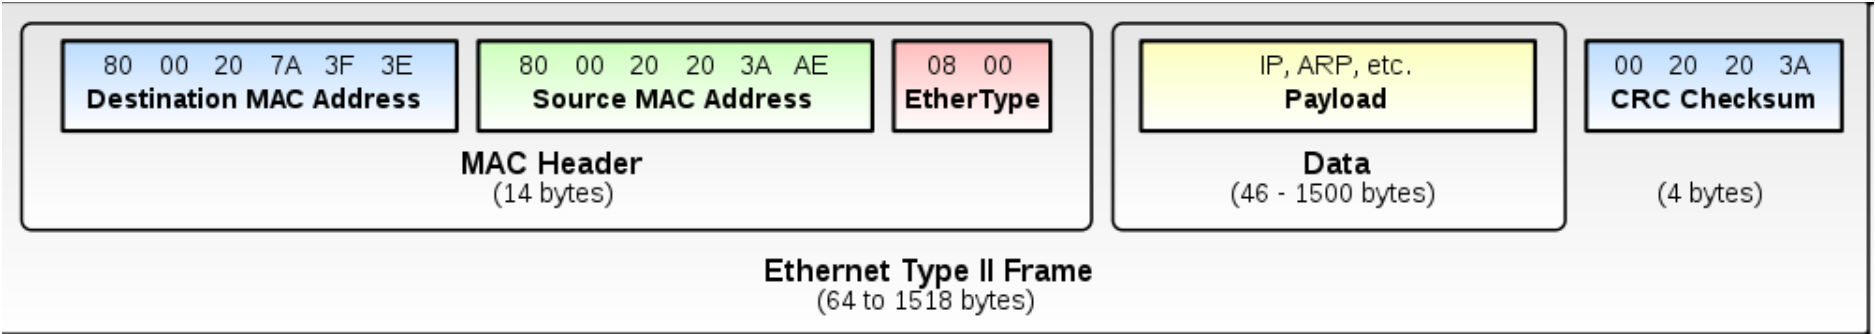 80 00 20 7A 3F 3E
Destination MAC Address
80 00 20 20 3A AE
Source MAC Address
08 00
EtherType
MAC Header
(14 bytes)
IP, ARP, etc.
Payload
Data
(46 - 1500 bytes)
00 20 20 3A
CRC Checksum
(4 bytes)
Ethernet Type II Frame
(64 to 1518 bytes)